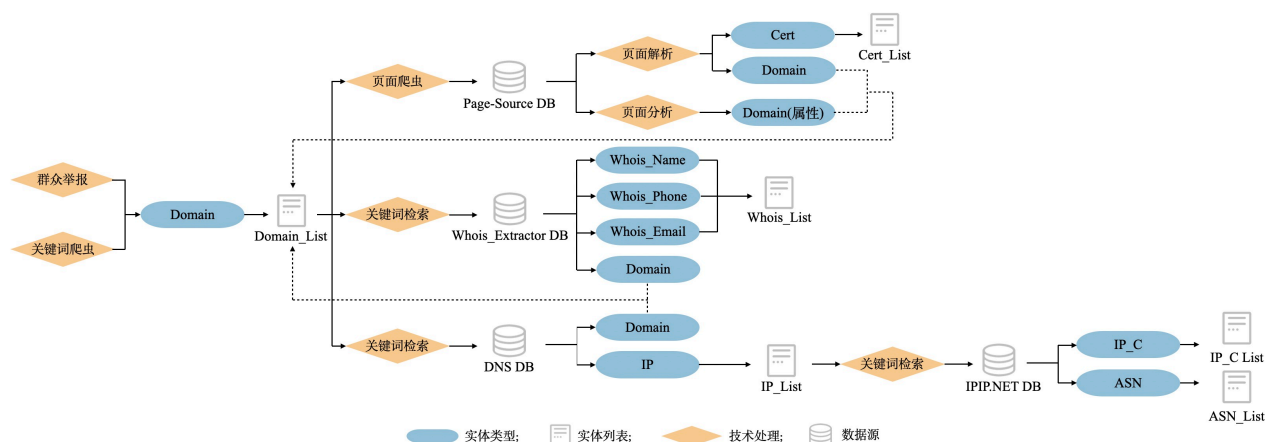 群众举报
关键词爬虫
Domain
Domain_List
页面爬虫
Page-Source DB
页面解析
Cert
Cert_List
Domain
页面分析
Domain(属性)
关键词检索
Whois_Extractor DB
Whois_Name
Whois_Phone
Whois_Email
Domain
Whois_List
关键词检索
DNS DB
Domain
IP
IP_List
关键词检索
IPIP.NET DB
IP_C
IP_C List
ASN
ASN_List
实体类型;
实体列表;
技术处理;
数据源